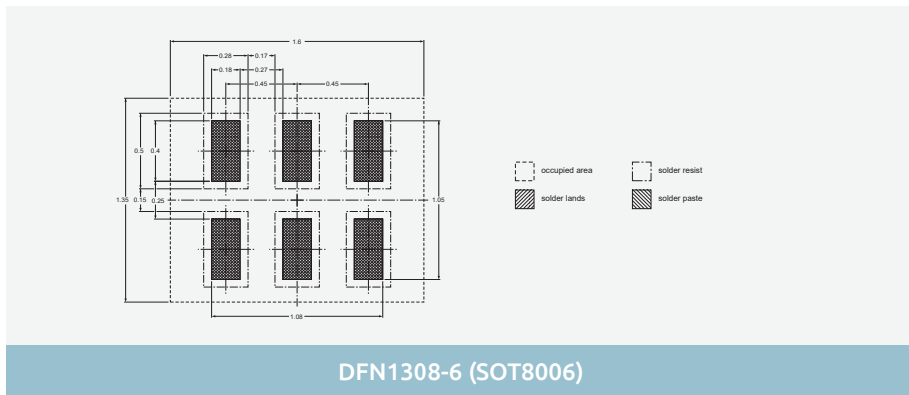 1.6
0.28 0.17
0.18 0.27
0.45 0.45
0.5 0.4
1.35 0.15 0.25 1.05
1.08
occupied area solder resist
solder lands solder paste
DFN1308-6 (SOT8006)